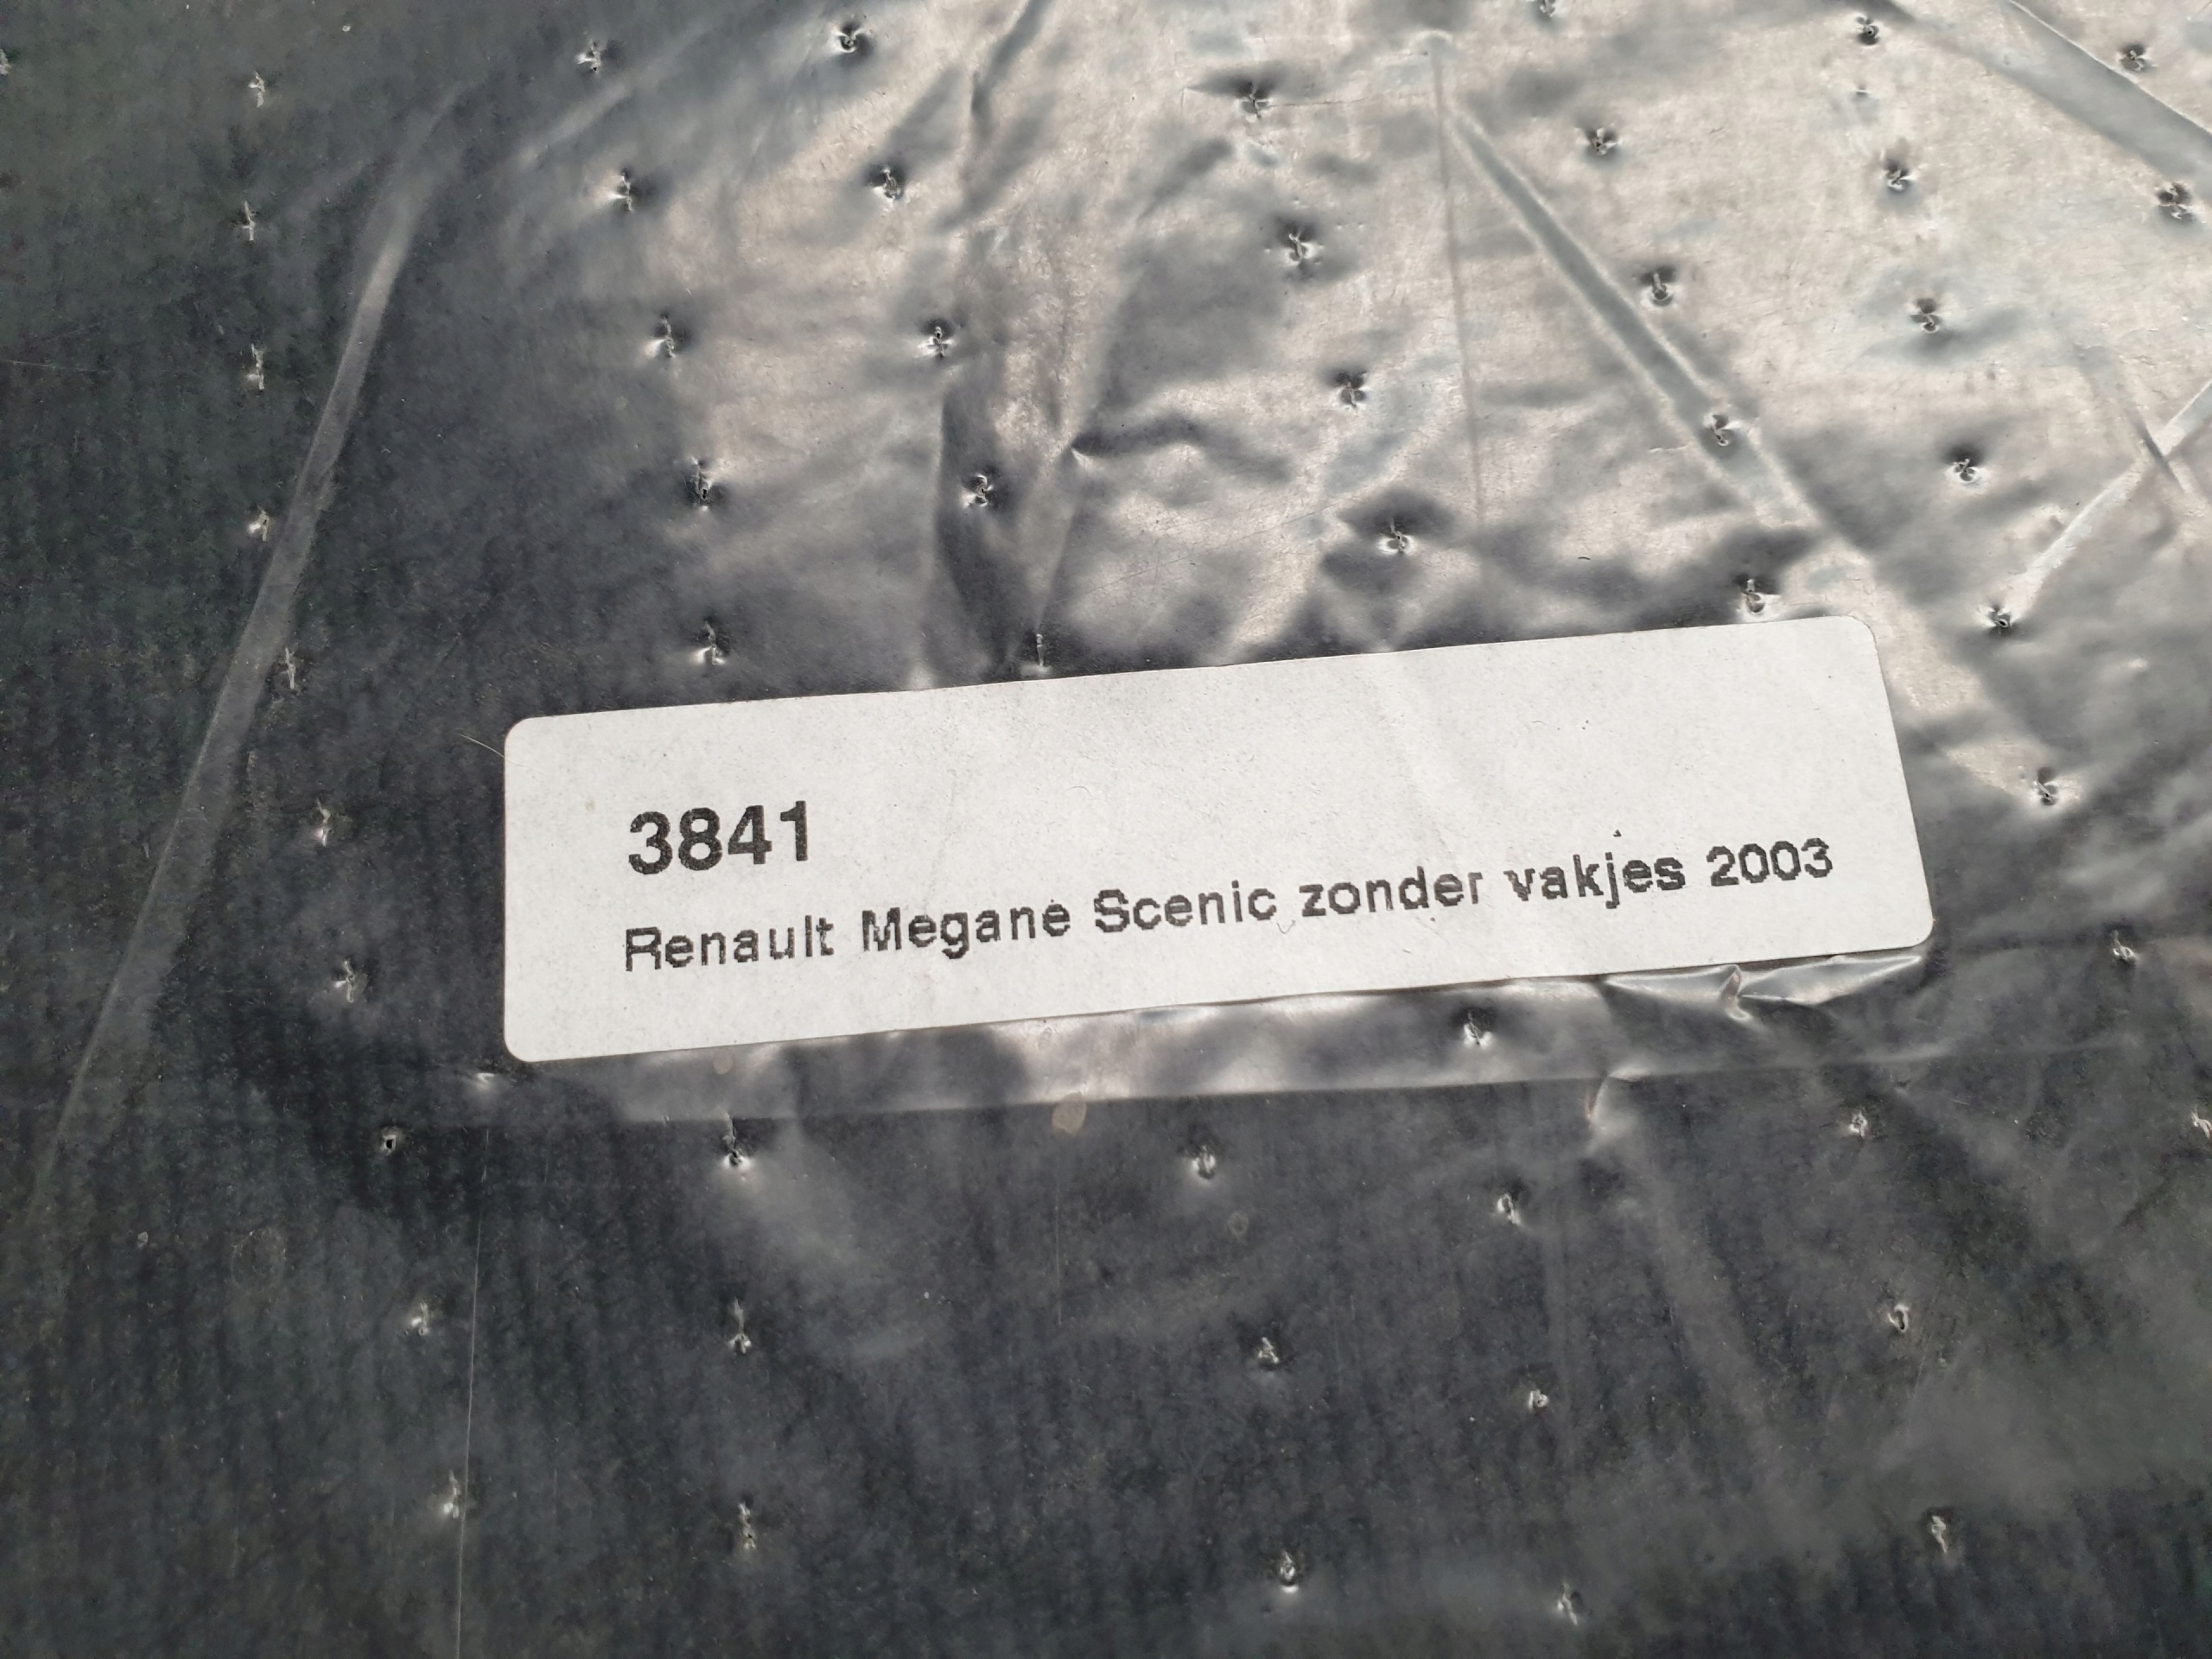 3841
Renault Megane Scenic zonder vakjes 2003